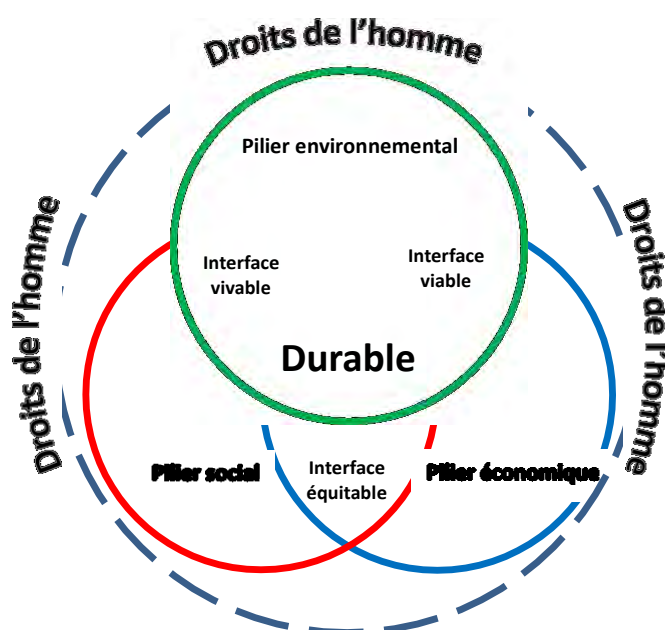 Droits de l'homme
Pilier environnemental
Droits de l'homme
Droits de l'homme
Interface
vivable
Interface
viable
Durable
Pilier social
Interface
équitable
Pilier économique